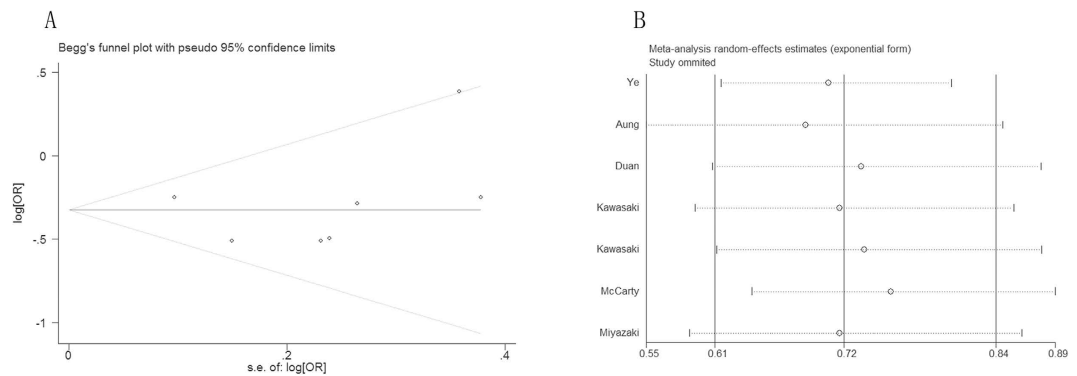 A
Begg's funnel plot with pseudo 95% confidence limits
.5
0
-.5
-1
log[OR]
0
.2
.4
s.e. of: log[OR]
B
Meta-analysis random-effects estimates (exponential form)
Study ommited
Ye
Aung
Duan
Kawasaki
Kawasaki
McCarty
Miyazaki
0.55
0.61
0.72
0.84
0.89